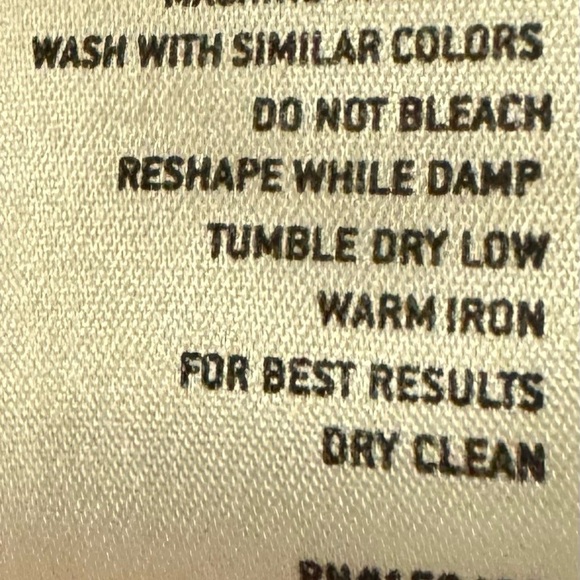 WASH WITH SIMILAR COLORS
DO NOT BLEACH
RESHAPE WHILE DAMP
TUMBLE DRY LOW
WARM IRON
FOR BEST RESULTS
DRY CLEAN